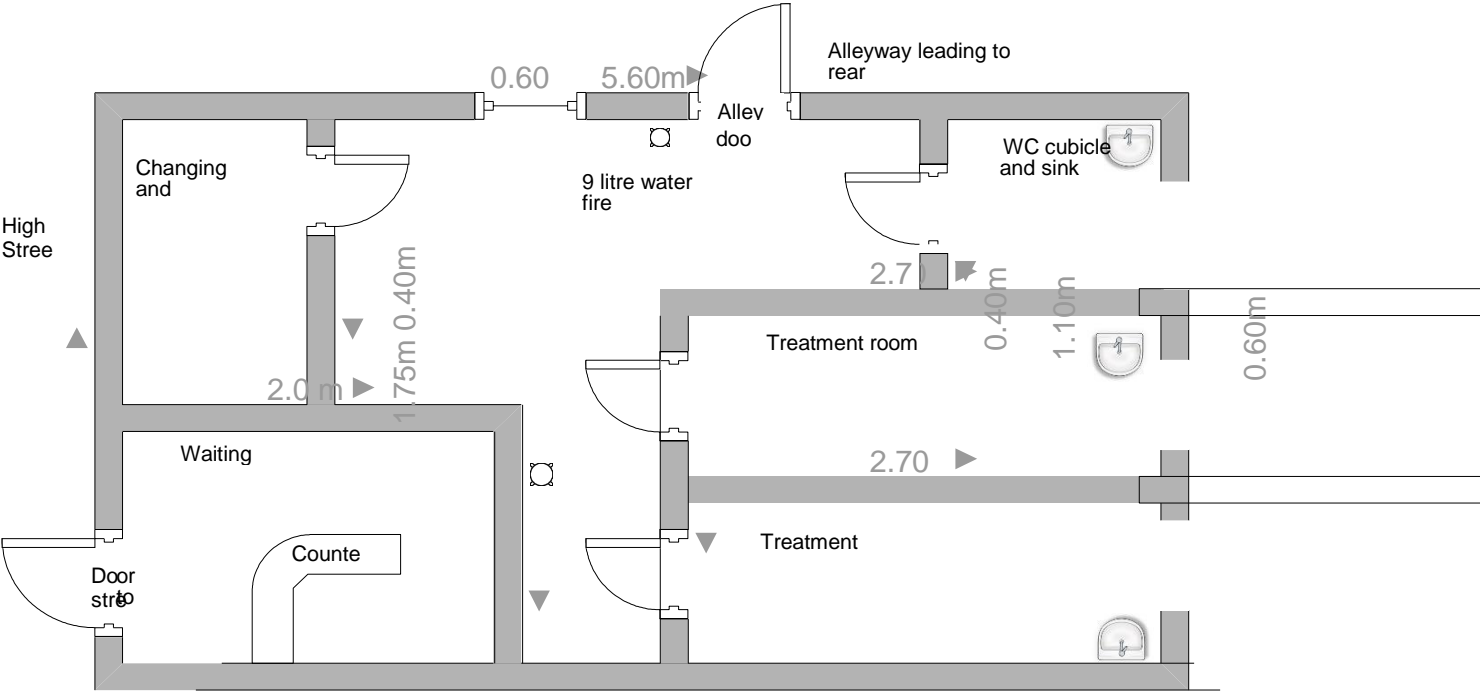 0.60
5.60m
Alleyway leading to
rear
Alley
doo
Changing
and
WC cubicle
and sink
9 litre water
fire
High
Stree
2.70
0.40m
1.10m
0.60m
1.75m 0.40m
Treatment room
2.0 m
Waiting
2.70
Treatment
Counte
Door
to
stre